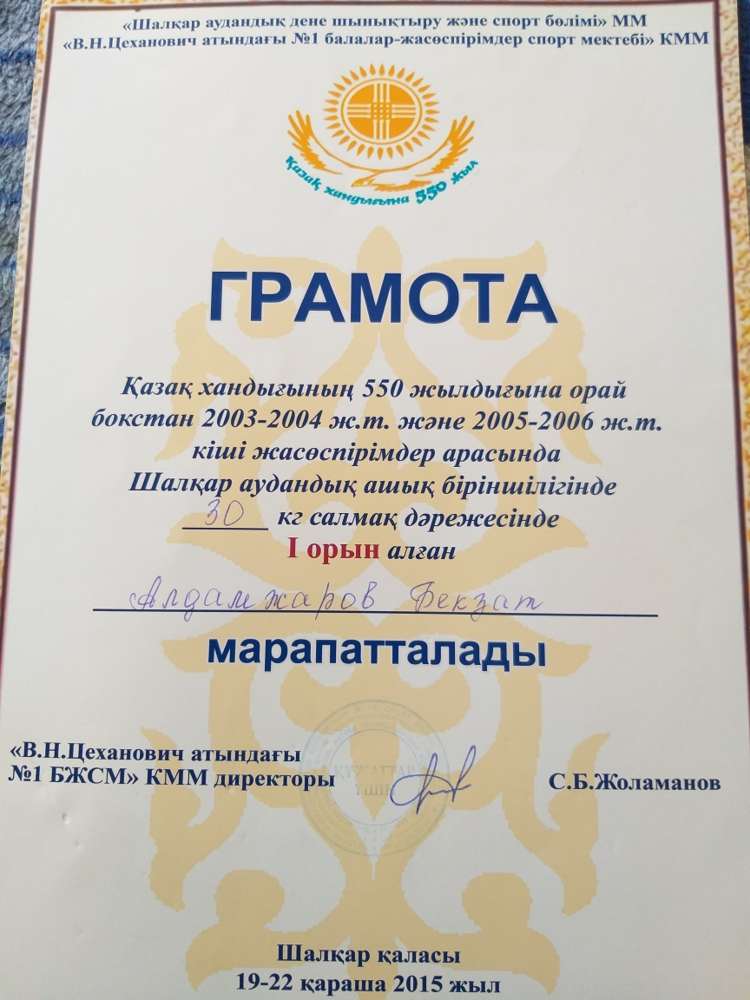 «Шалқар аудандық дене шынықтыру және спорт бөлімі» ММ
«В.Н.Цеханович атындағы №1 балалар-жасөспірімдер спорт мектебі» КММ
Қазақ хандығына 550 жыл
ГРАМОТА
Қазақ хандығының 550 жылдығына орай
бокстан 2003-2004 ж.т. және 2005-2006 ж.т.
кіші жасөспірімдер арасында
Шалқар аудандық ашық біріншілігінде
30 кг салмақ дәрежесінде
I орын алған
Алдамжаров Бекзат
марапатталады
«В.Н.Цеханович атындағы
№1 БЖСМ» КММ директоры
ҚҰЖАТТАР
ҮШІН
С.Б.Жоламанов
Шалқар қаласы
19-22 қараша 2015 жыл